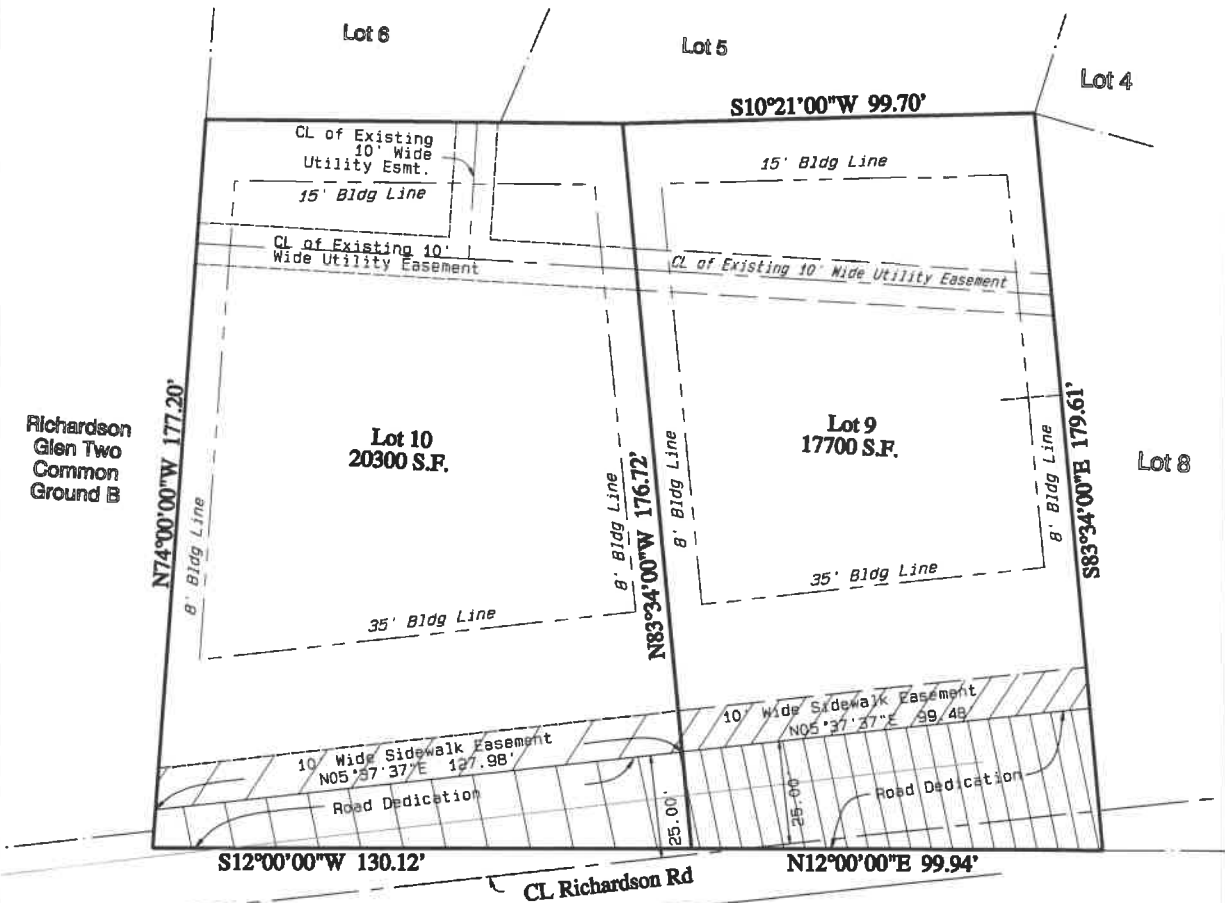 Lot 6
Lot 5
Lot 4
S10°21'00"W 99.70'
CL of Existing
10' Wide
Utility Esmt.
15' Bldg Line
15' Bldg Line
CL of Existing 10'
Wide Utility Easement
CL of Existing 10' Wide Utility Easement
Richardson
Glen Two
Common
Ground B
N74°00'00"W 177.20'
8' Bldg Line
Lot 10
20300 S.F.
8' Bldg Line
N83°34'00"W 176.72'
8' Bldg Line
Lot 9
17700 S.F.
8' Bldg Line
S83°34'00"E 179.61'
Lot 8
35' Bldg Line
35' Bldg Line
10' Wide Sidewalk Easement
N05°37'37"E 99.48
10' Wide Sidewalk Easement
N05°37'37"E 127.98'
Road Dedication
25.00'
25.00
Road Dedication
S12°00'00"W 130.12'
N12°00'00"E 99.94'
CL Richardson Rd